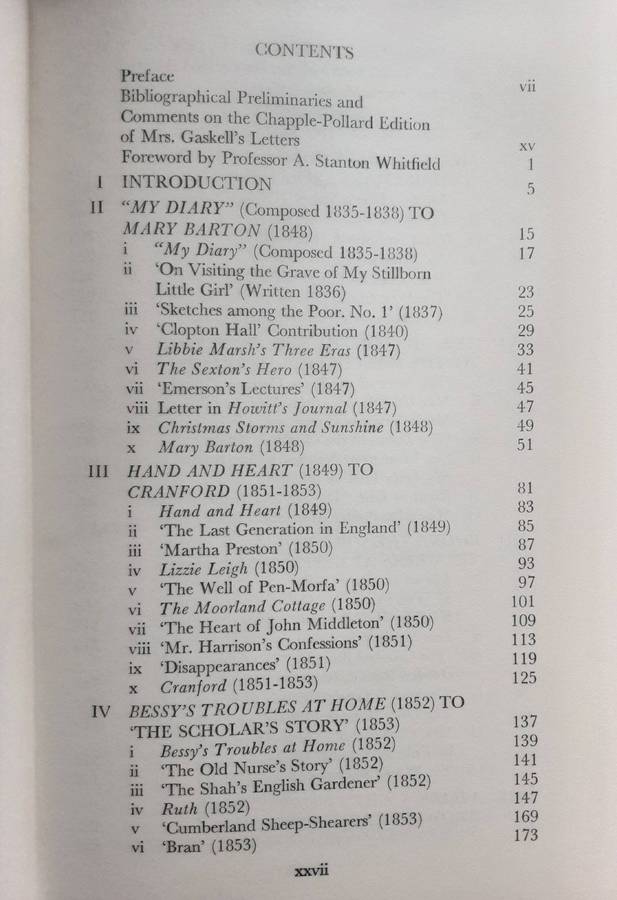 CONTENTS
Preface vii
Bibliographical Preliminaries and
Comments on the Chapple-Pollard Edition
of Mrs. Gaskell's Letters xv
Foreword by Professor A. Stanton Whitfield 1
I INTRODUCTION 5
II "MY DIARY" (Composed 1835-1838) TO
MARY BARTON (1848) 15
i "My Diary" (Composed 1835-1838) 17
ii 'On Visiting the Grave of My Stillborn
Little Girl' (Written 1836) 23
iii 'Sketches among the Poor. No. 1' (1837) 25
iv 'Clopton Hall' Contribution (1840) 29
v Libbie Marsh's Three Eras (1847) 33
vi The Sexton's Hero (1847) 41
vii 'Emerson's Lectures' (1847) 45
viii Letter in Howitt's Journal (1847) 47
ix Christmas Storms and Sunshine (1848) 49
x Mary Barton (1848) 51
III HAND AND HEART (1849) TO
CRANFORD (1851-1853) 81
i Hand and Heart (1849) 83
ii 'The Last Generation in England' (1849) 85
iii 'Martha Preston' (1850) 87
iv Lizzie Leigh (1850) 93
v 'The Well of Pen-Morfa' (1850) 97
vi The Moorland Cottage (1850) 101
vii 'The Heart of John Middleton' (1850) 109
viii 'Mr. Harrison's Confessions' (1851) 113
ix 'Disappearances' (1851) 119
x Cranford (1851-1853) 125
IV BESSY'S TROUBLES AT HOME (1852) TO
'THE SCHOLAR'S STORY' (1853) 137
i Bessy's Troubles at Home (1852) 139
ii 'The Old Nurse's Story' (1852) 141
iii 'The Shah's English Gardener' (1852) 145
iv Ruth (1852) 147
v 'Cumberland Sheep-Shearers' (1853) 169
vi 'Bran' (1853) 173
xxvii